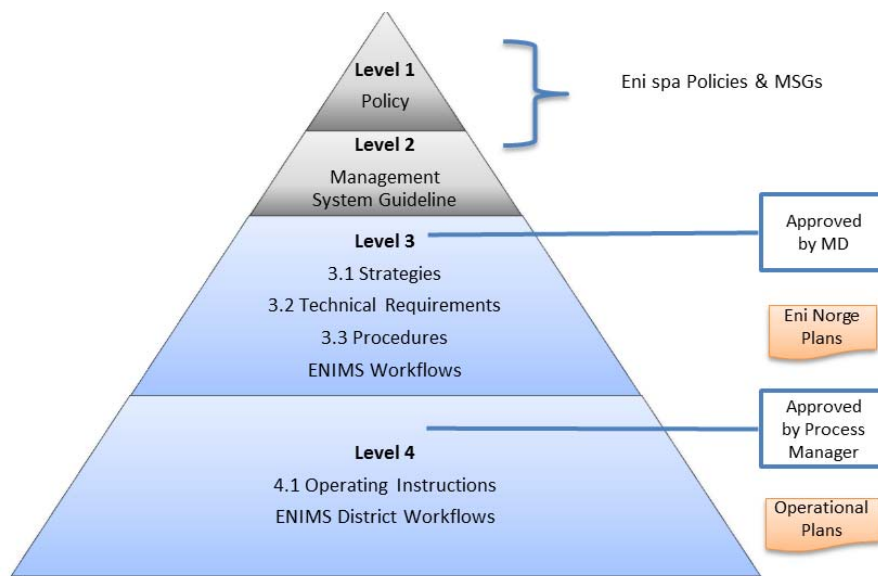 Level 1
Policy
Eni spa Policies & MSGs
Level 2
Management
System Guideline
Level 3
3.1 Strategies
3.2 Technical Requirements
3.3 Procedures
ENIMS Workflows
Approved
by MD
Eni Norge
Plans
Level 4
4.1 Operating Instructions
ENIMS District Workflows
Approved
by Process
Manager
Operational
Plans